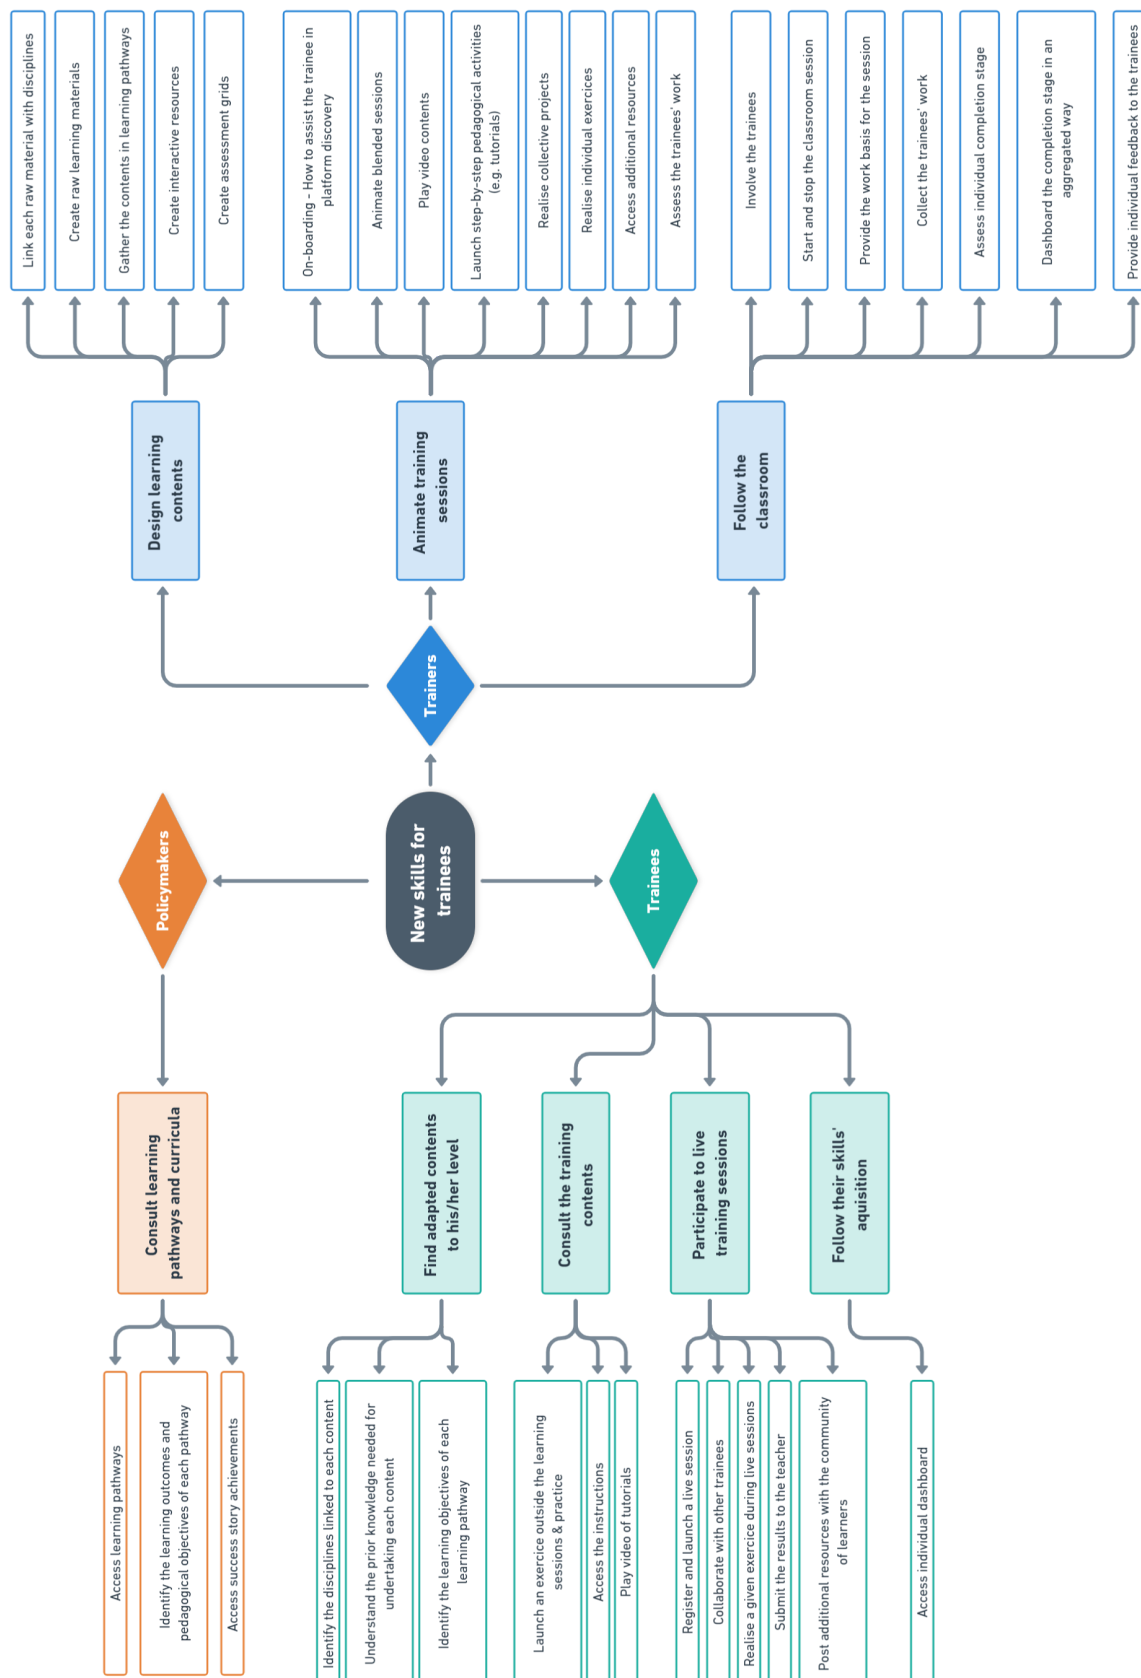 Link each raw material with disciplines
Create raw learning materials
Gather the contents in learning pathways
Create interactive resources
Create assessment grids
On-boarding - How to assist the trainee in
platform discovery
Animate blended sessions
Play video contents
Launch step-by-step pedagogical activities
(e.g. tutorials)
Realise collective projects
Realise individual exercices
Access additional resources
Assess the trainees' work
Involve the trainees
Start and stop the classroom session
Provide the work basis for the session
Collect the trainees' work
Assess individual completion stage
Dashboard the completion stage in an
aggregated way
Provide individual feedback to the trainees
Design learning
contents
Animate training
sessions
Follow the
classroom
Trainers
Policymakers
New skills for
trainees
Trainees
Consult learning
pathways and curricula
Find adapted contents
to his/her level
Consult the training
contents
Participate to live
training sessions
Follow their skills'
aquisition
Access learning pathways
Identify the learning outcomes and
pedagogical objectives of each pathway
Access success story achievements
Identify the disciplines linked to each content
Understand the prior knowledge needed for
undertaking each content
Identify the learning objectives of each
learning pathway
Launch an exercice outside the learning
sessions & practice
Access the instructions
Play video of tutorials
Register and launch a live session
Collaborate with other trainees
Realise a given exercice during live sessions
Submit the results to the teacher
Post additional resources with the community
of learners
Access individual dashboard